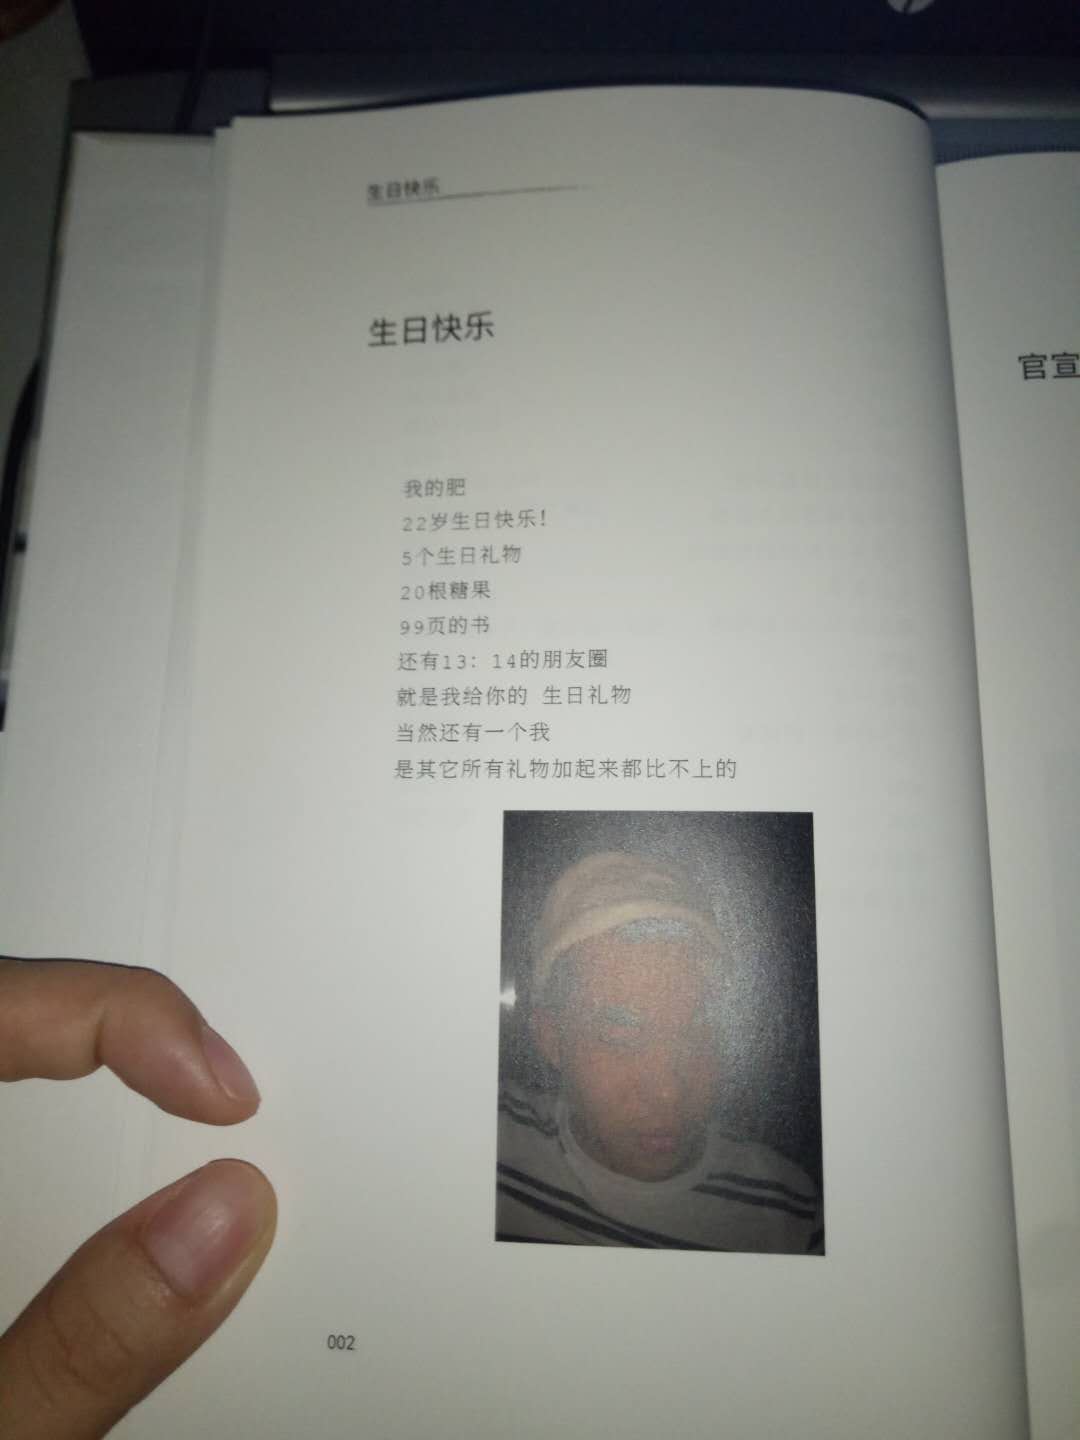 生日快乐
生日快乐
我的肥
22岁生日快乐!
5个生日礼物
20根糖果
99页的书
还有13: 14的朋友圈
就是我给你的 生日礼物
当然还有一个我
是其它所有礼物加起来都比不上的
002
官宣